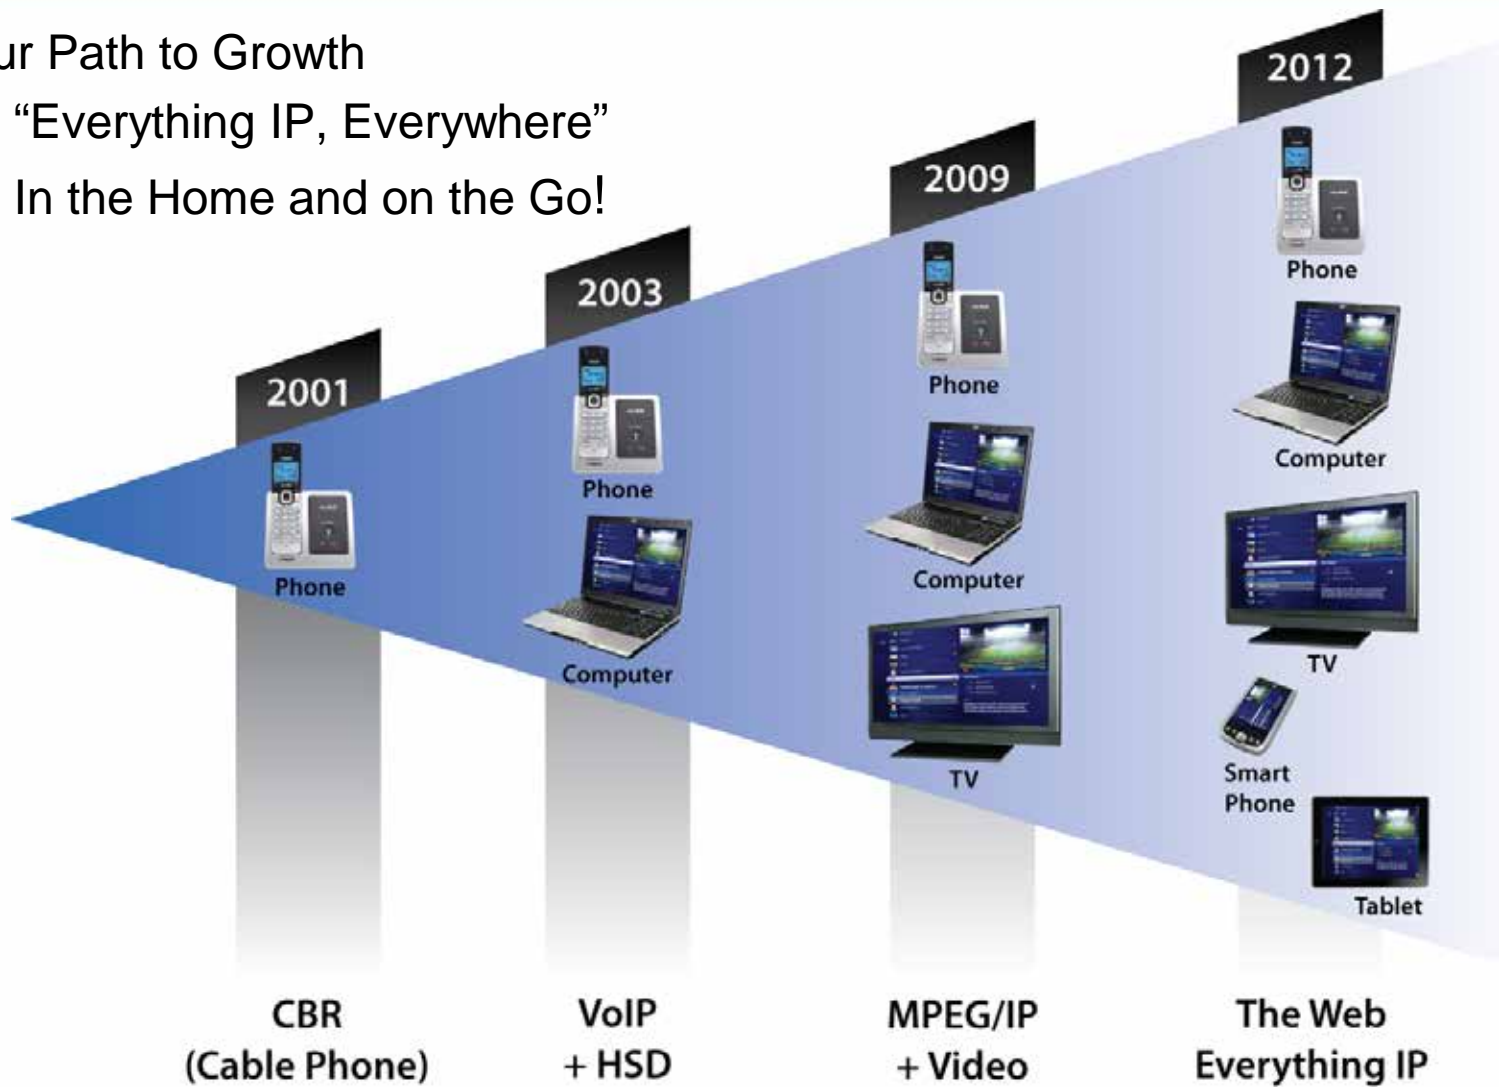 ur Path to Growth
“Everything IP, Everywhere”
In the Home and on the Go!
2001
Phone
CBR
(Cable Phone)
2003
Phone
Computer
VoIP
+ HSD
2009
Phone
Computer
TV
MPEG/IP
+ Video
2012
Phone
Computer
TV
Smart
Phone
Tablet
The Web
Everything IP